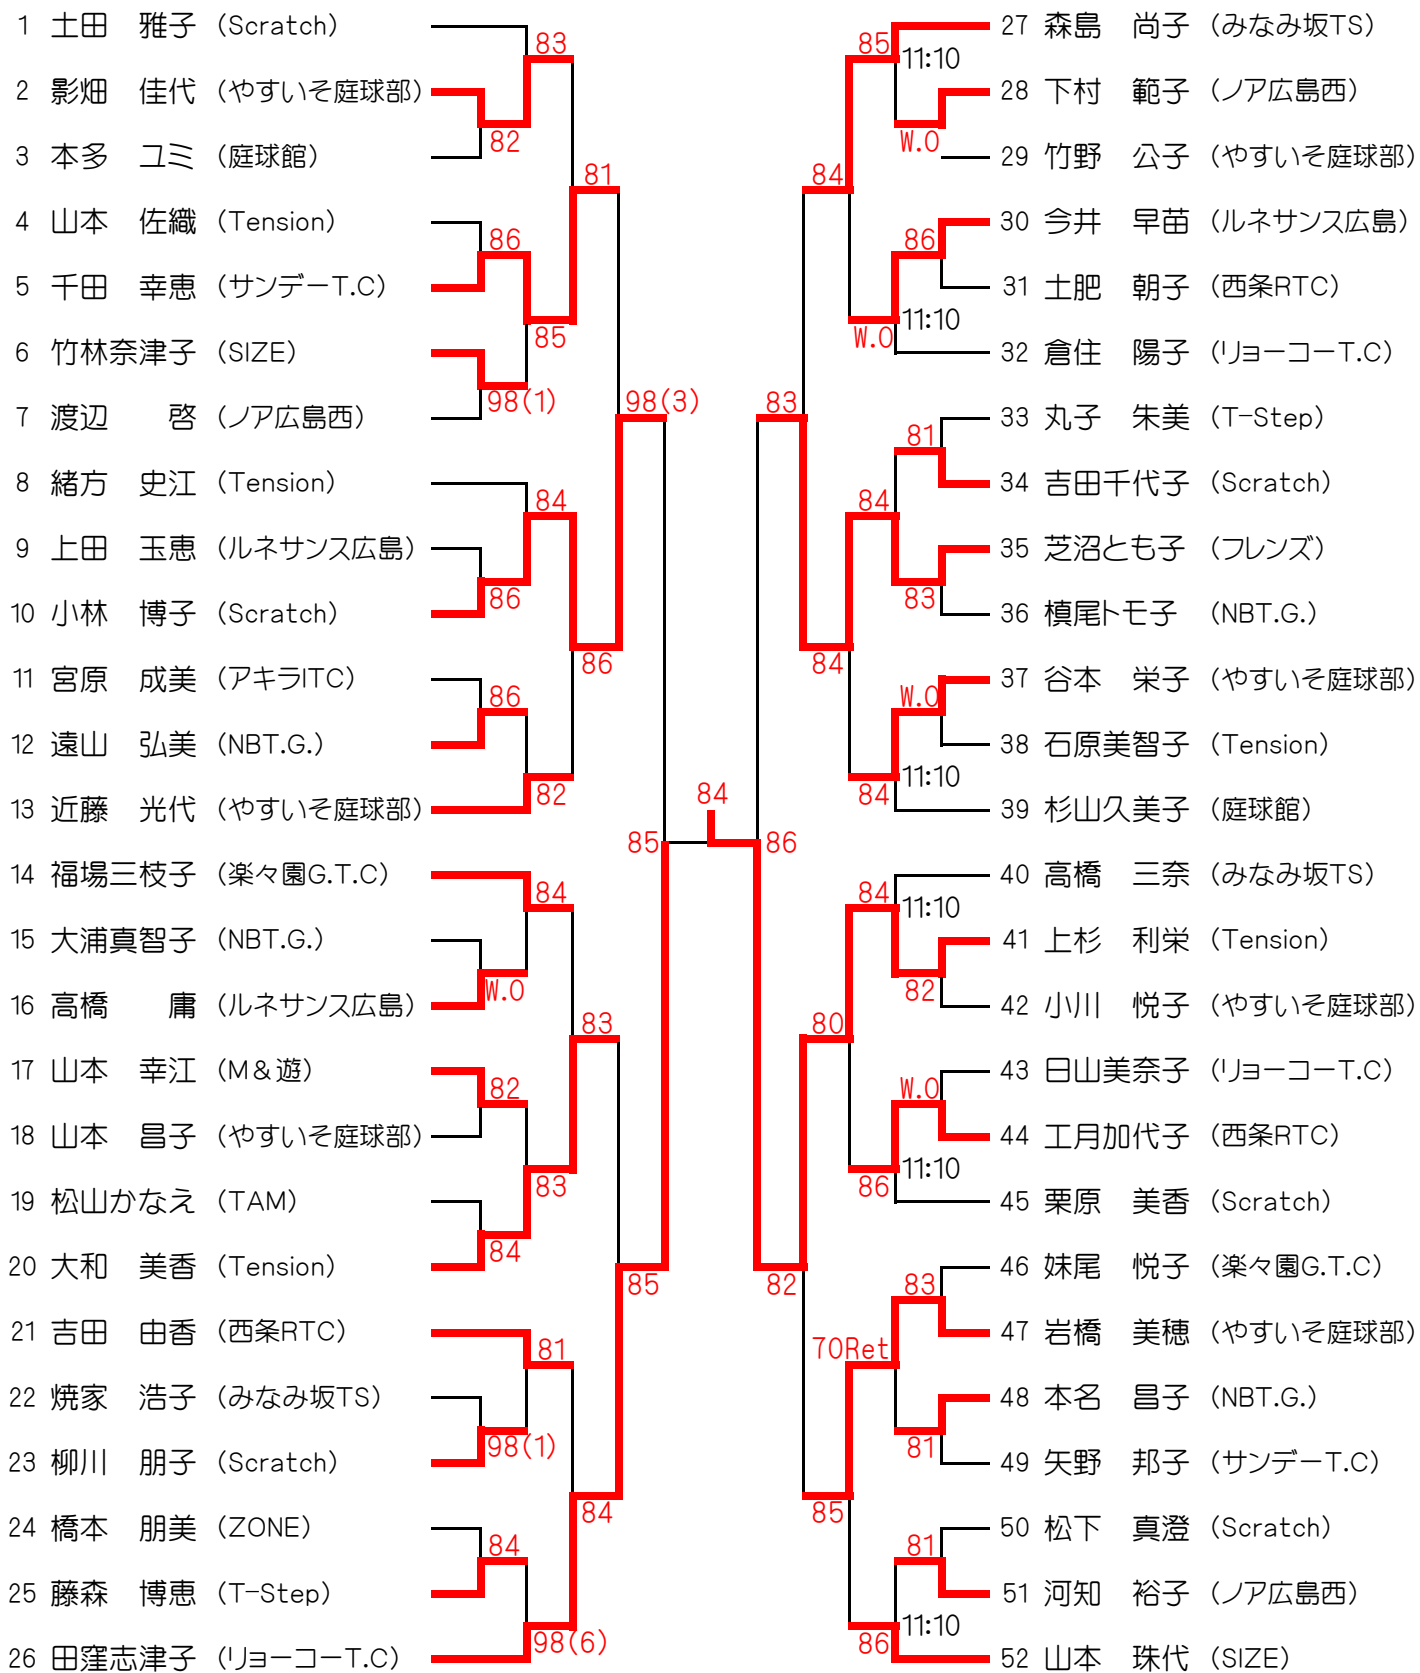 1 土田 雅子 (Scratch)
2 影畑 佳代 (やすいそ庭球部)
3 本多 ユミ (庭球館)
4 山本 佐織 (Tension)
5 千田 幸恵 (サンデーT.C)
6 竹林奈津子 (SIZE)
7 渡辺 啓 (ノア広島西)
8 緒方 史江 (Tension)
9 上田 玉恵 (ルネサンス広島)
10 小林 博子 (Scratch)
11 宮原 成美 (アキラITC)
12 遠山 弘美 (NBT.G.)
13 近藤 光代 (やすいそ庭球部)
14 福場三枝子 (楽々園G.T.C)
15 大浦真智子 (NBT.G.)
16 高橋 庸 (ルネサンス広島)
17 山本 幸江 (M&遊)
18 山本 昌子 (やすいそ庭球部)
19 松山かなえ (TAM)
20 大和 美香 (Tension)
21 吉田 由香 (西条RTC)
22 焼家 浩子 (みなみ坂TS)
23 柳川 朋子 (Scratch)
24 橋本 朋美 (ZONE)
25 藤森 博恵 (T-Step)
26 田窪志津子 (リョーコーT.C)
83
82
81
86
85
98(1)
98(3)
84
86
86
86
82
85
84
W.O
83
82
83
84
85
81
98(1)
84
84
98(6)
84
85
11:10
W.O
84
86
11:10
W.O
83
81
84
83
84
W.O
11:10
84
86
84
11:10
82
80
W.O
11:10
86
82
83
70Ret
81
85
81
11:10
86
27 森島 尚子 (みなみ坂TS)
28 下村 範子 (ノア広島西)
29 竹野 公子 (やすいそ庭球部)
30 今井 早苗 (ルネサンス広島)
31 土肥 朝子 (西条RTC)
32 倉住 陽子 (リョーコーT.C)
33 丸子 朱美 (T-Step)
34 吉田千代子 (Scratch)
35 芝沼とも子 (フレンズ)
36 槙尾トモ子 (NBT.G.)
37 谷本 栄子 (やすいそ庭球部)
38 石原美智子 (Tension)
39 杉山久美子 (庭球館)
40 高橋 三奈 (みなみ坂TS)
41 上杉 利栄 (Tension)
42 小川 悦子 (やすいそ庭球部)
43 日山美奈子 (リョーコーT.C)
44 工月加代子 (西条RTC)
45 栗原 美香 (Scratch)
46 妹尾 悦子 (楽々園G.T.C)
47 岩橋 美穂 (やすいそ庭球部)
48 本名 昌子 (NBT.G.)
49 矢野 邦子 (サンデーT.C)
50 松下 真澄 (Scratch)
51 河知 裕子 (ノア広島西)
52 山本 珠代 (SIZE)